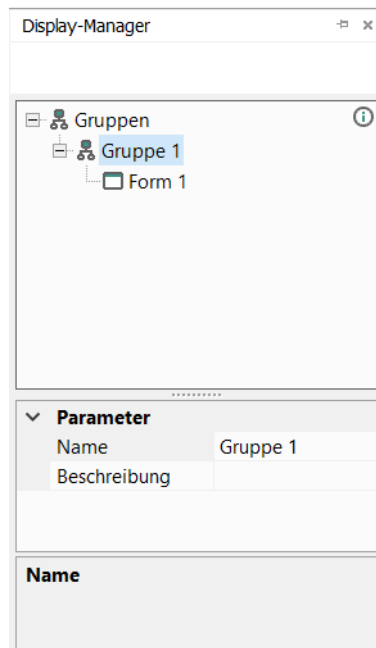 Display-Manager
Gruppen
Gruppe 1
Form 1
Parameter
Name Gruppe 1
Beschreibung
Name